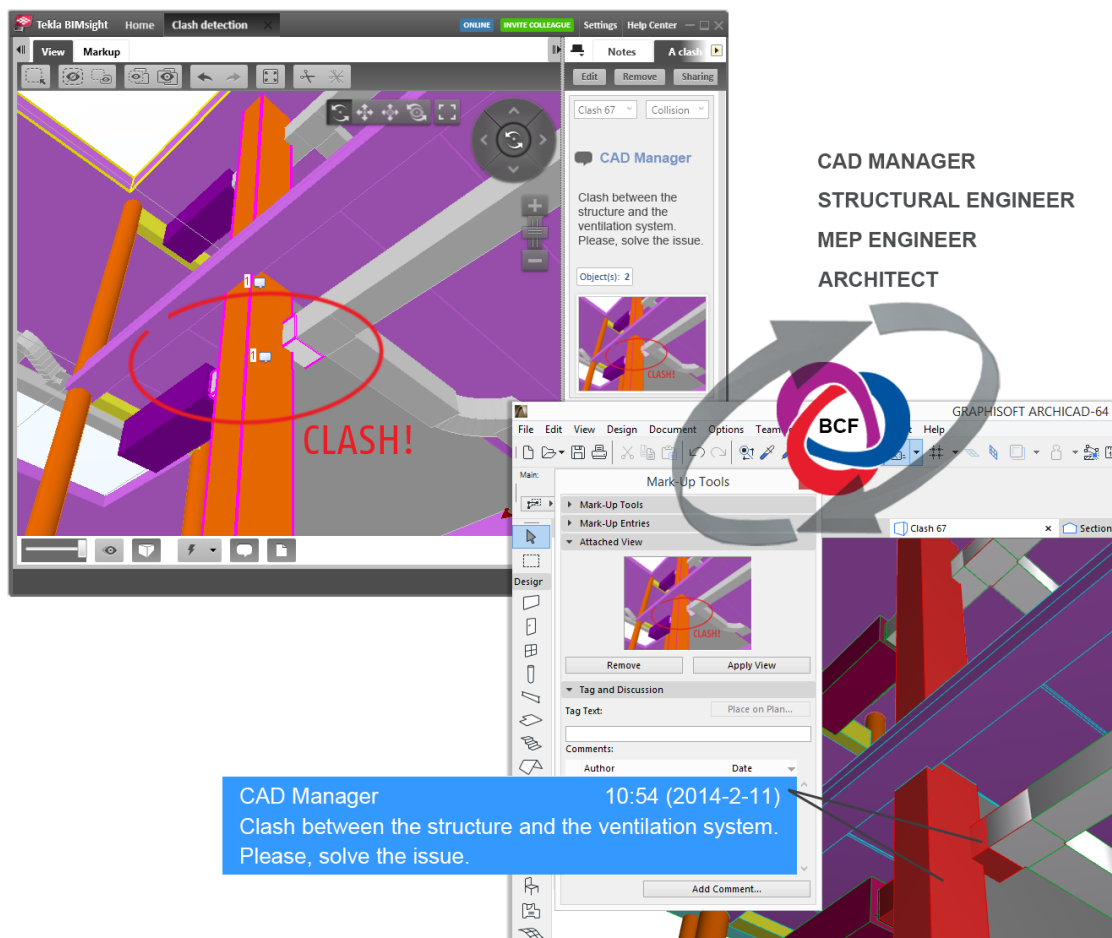 Tekla BIMsight Home Clash detection ONLINE INVITE COLLEAGUE Settings Help Center
View Markup
Notes A clash
Edit Remove Sharing
Clash 67 Collision
CAD Manager
Clash between the
structure and the
ventilation system.
Please, solve the issue.
Object(s): 2
1
1
CLASH!
CLASH!
CAD MANAGER
STRUCTURAL ENGINEER
MEP ENGINEER
ARCHITECT
BCF
GRAPHISOFT ARCHICAD-64
File Edit View Design Document Options Help
Main:
Mark-Up Tools
Mark-Up Tools
Mark-Up Entries
Attached View
CLASH!
Remove Apply View
Tag and Discussion
Tag Text: Place on Plan...
Comments:
Author Date
Add Comment...
Clash 67 Section
CAD Manager 10:54 (2014-2-11)
Clash between the structure and the ventilation system.
Please, solve the issue.